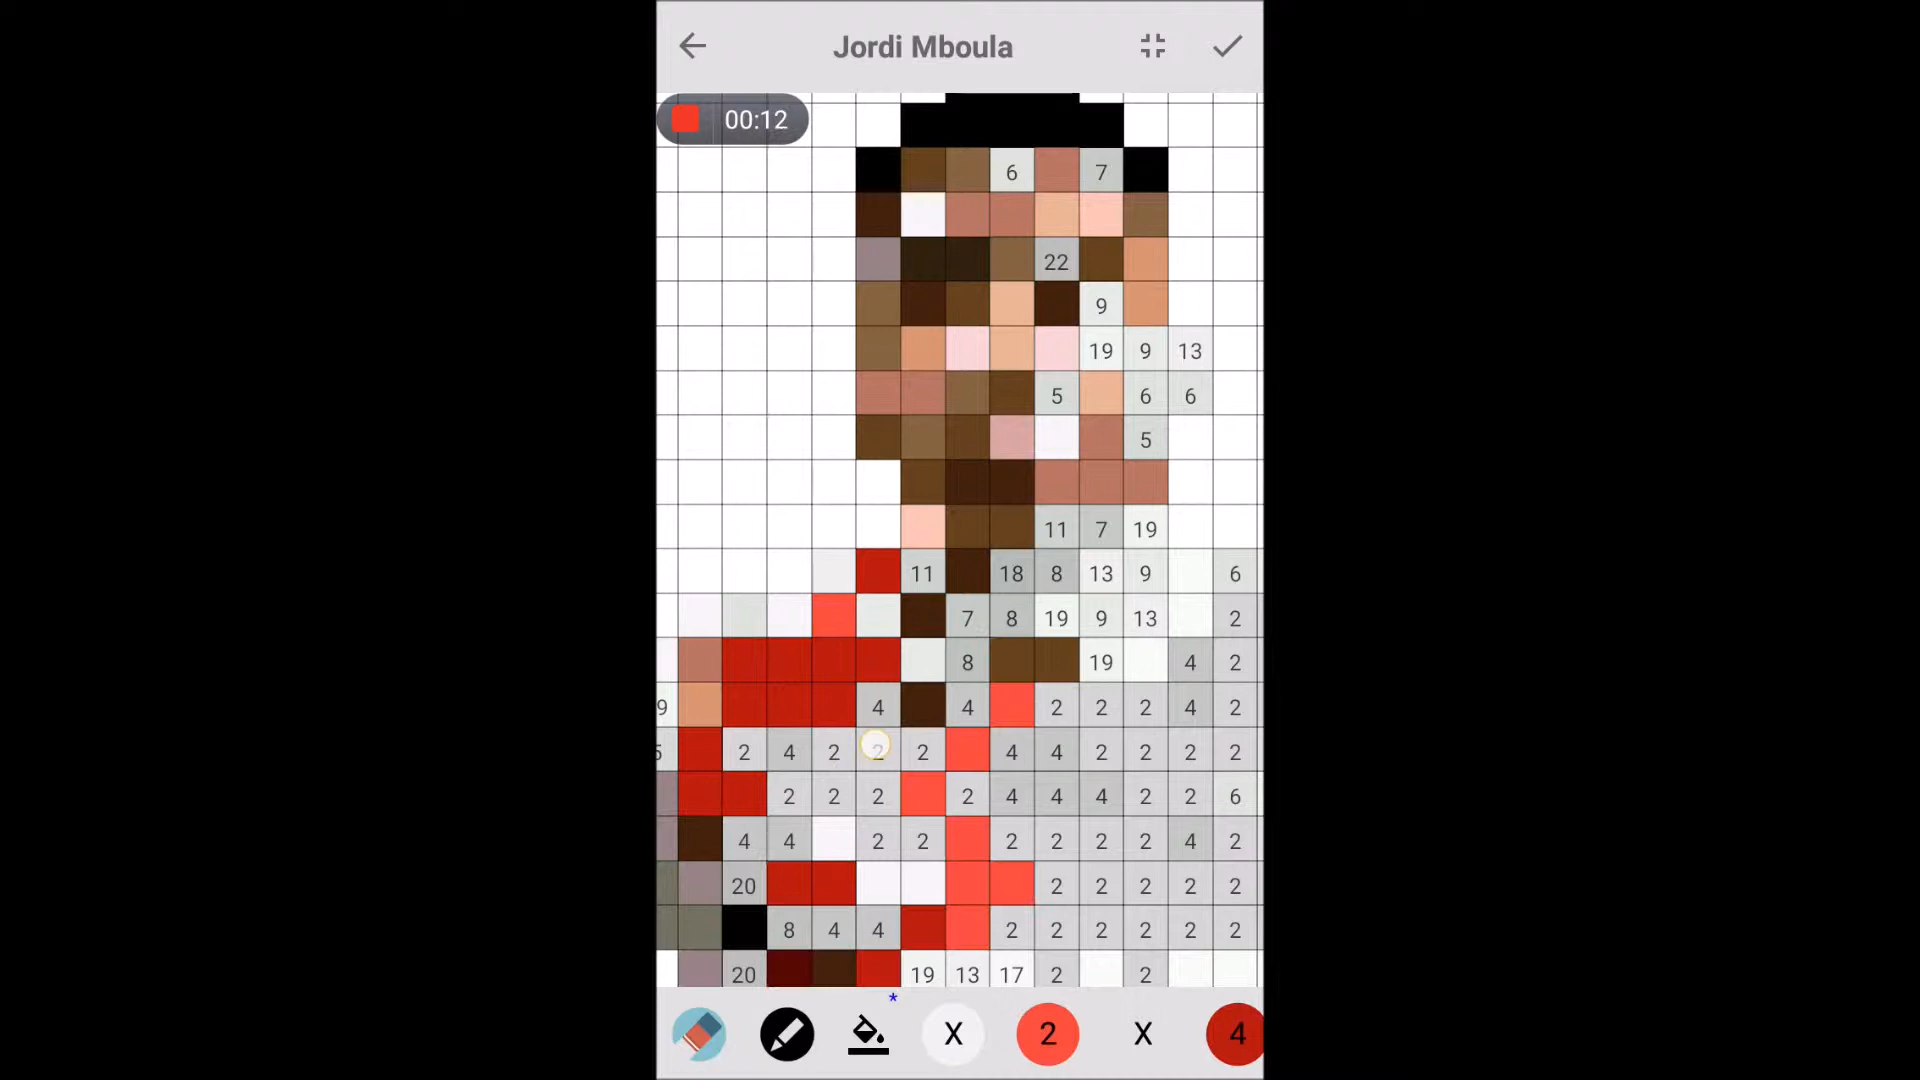 Jordi Mboula
00:12
6 7
22
9
19 9 13
5 6 6
5
11 7 19
11 18 8 13 9 6
7 8 19 9 13 2
8 19 4 2
9 4 4 2 2 2 4 2
2 4 2 2 2 4 4 2 2 2 2
2 2 2 2 4 4 4 2 2 6
4 4 2 2 2 2 2 2 4 2
20 2 2 2 2 2
8 4 4 2 2 2 2 2 2
20 19 13 17 2 2
*
X 2 X 4